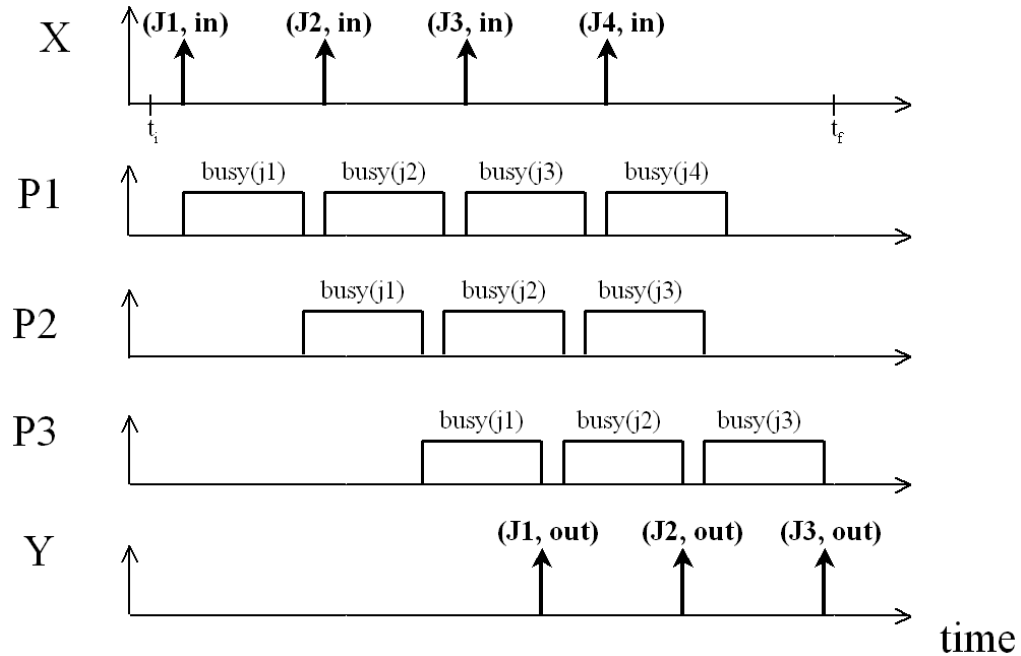 X
(J1, in) (J2, in) (J3, in) (J4, in)
ti tf
P1
busy(j1) busy(j2) busy(j3) busy(j4)
P2
busy(j1) busy(j2) busy(j3)
P3
busy(j1) busy(j2) busy(j3)
Y
(J1, out) (J2, out) (J3, out)
time